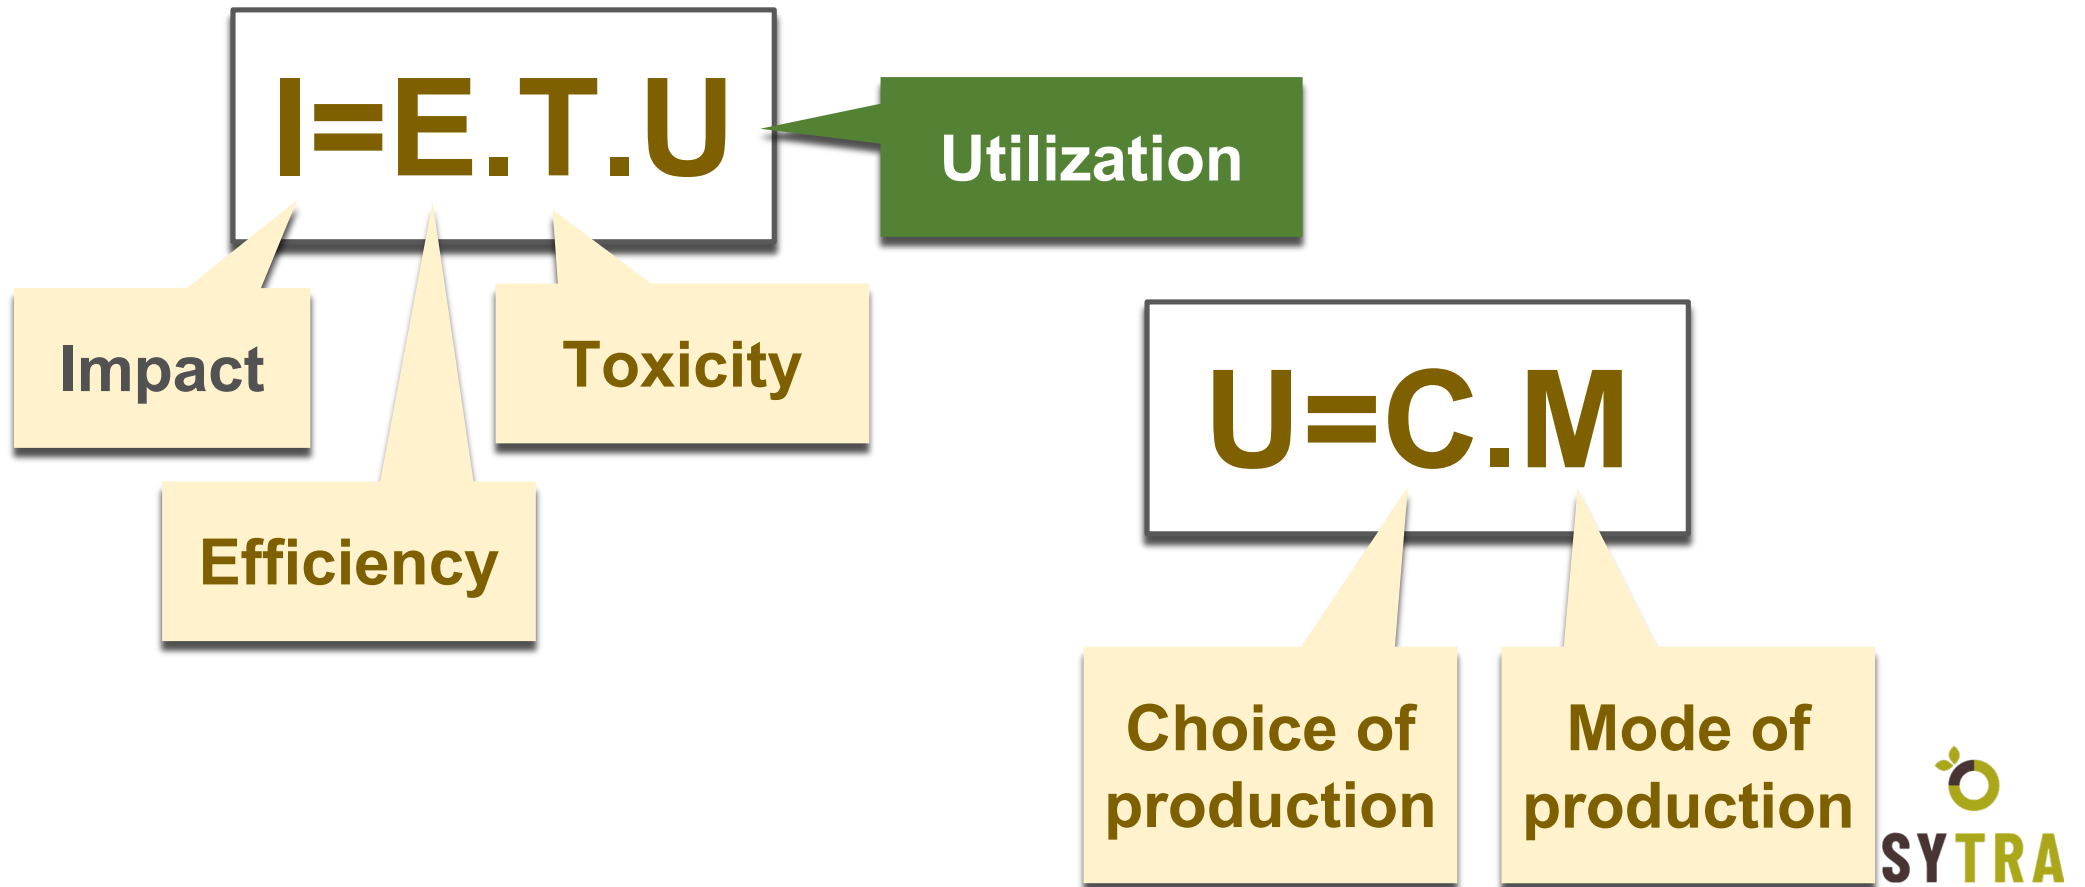 I=E.T.U
Utilization
Impact
Toxicity
Efficiency
U=C.M
Choice of
production
Mode of
production
SYTRA